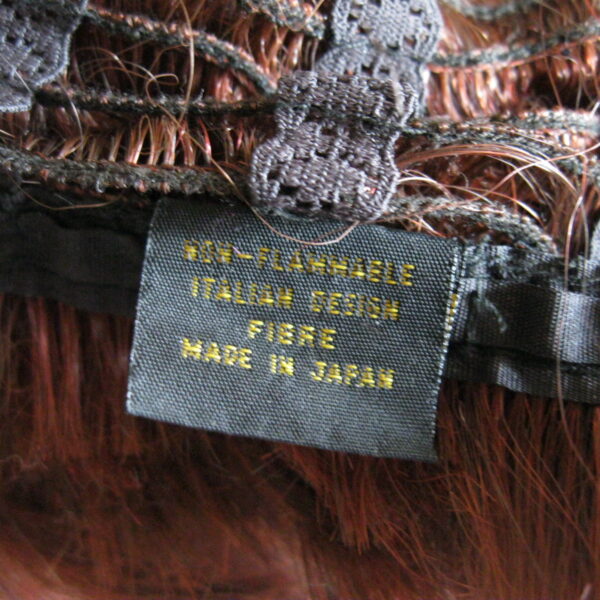 NON-FLAMMABLE
ITALIAN DESIGN
FIBRE
MADE IN JAPAN